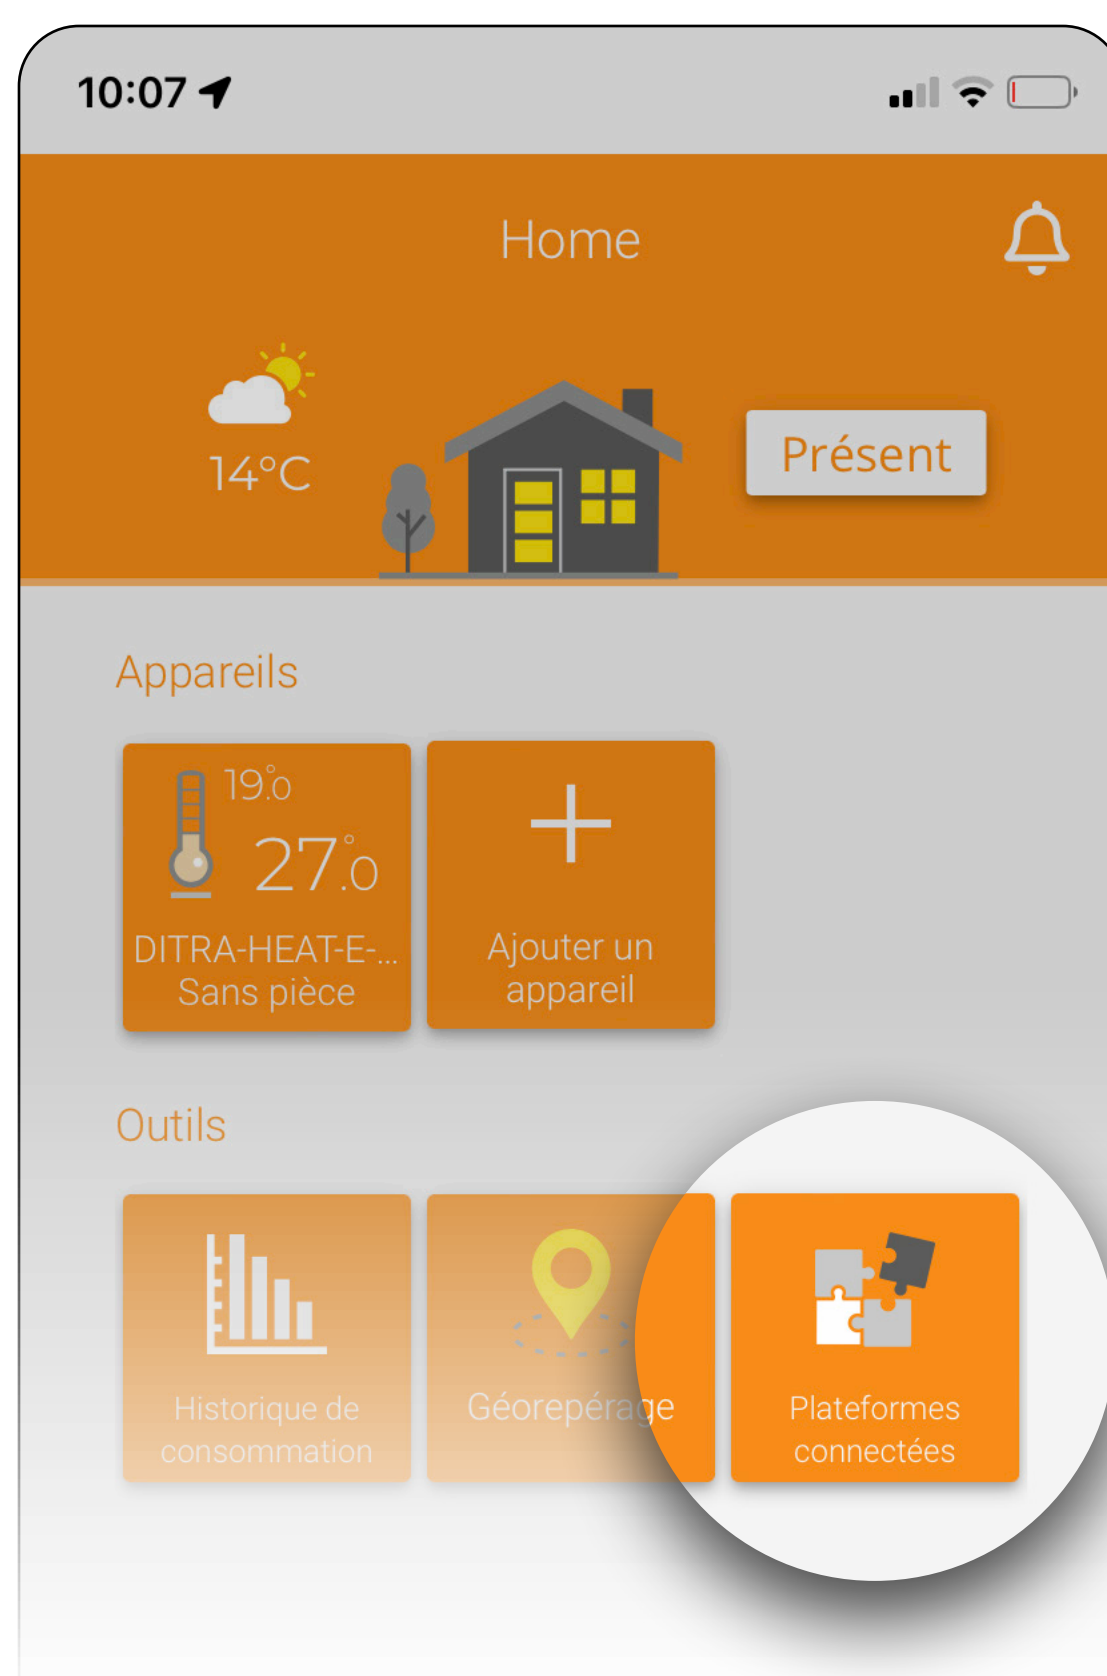 10:07
Home
14°C
Présent
Appareils
19.0°
27.0°
DITRA-HEAT-E-...
Sans pièce
Ajouter un
appareil
Outils
Historique de
consommation
Géorepérage
Plateformes
connectées